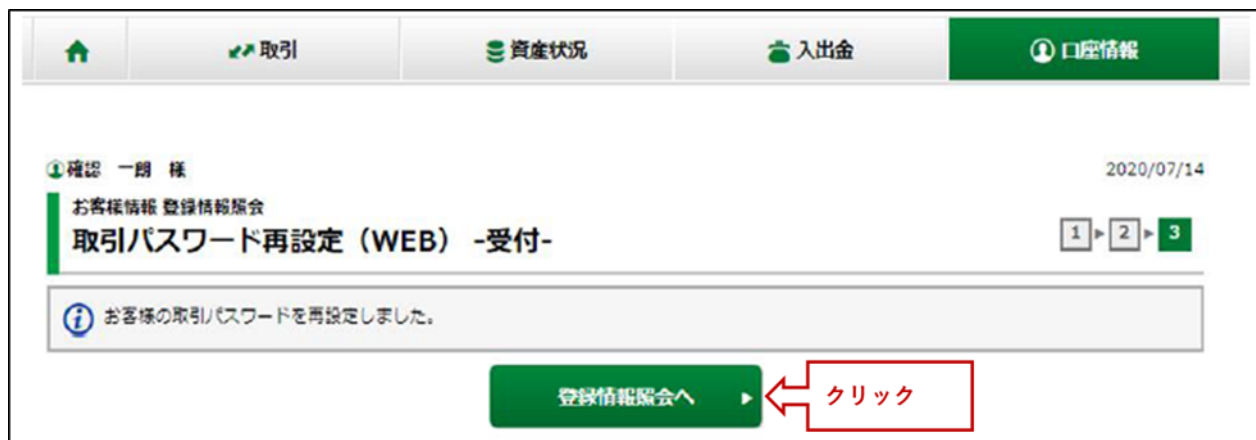 取引 資産状況 入出金 口座情報
確認 一朗 様 2020/07/14
お客様情報 登録情報照会
取引パスワード再設定（WEB） -受付- 1 2 3
お客様の取引パスワードを再設定しました。
登録情報照会へ クリック